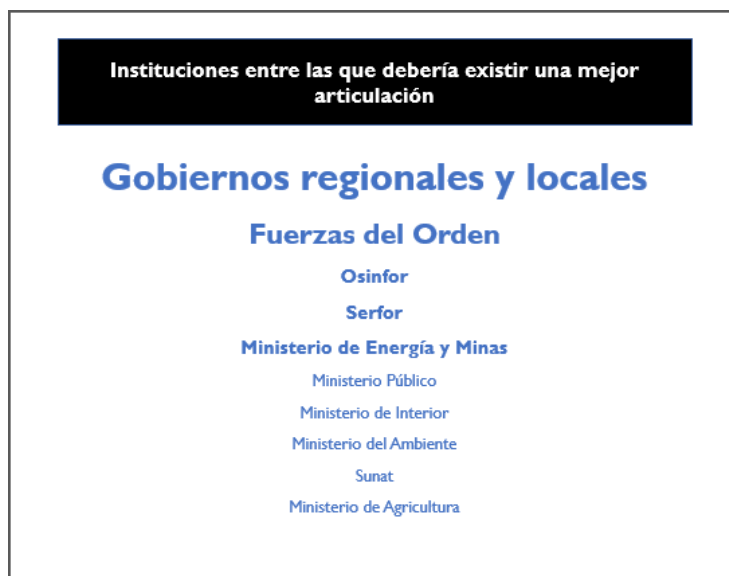 Instituciones entre las que debería existir una mejor
articulación
Gobiernos regionales y locales
Fuerzas del Orden
Osinfor
Serfor
Ministerio de Energía y Minas
Ministerio Público
Ministerio de Interior
Ministerio del Ambiente
Sunat
Ministerio de Agricultura